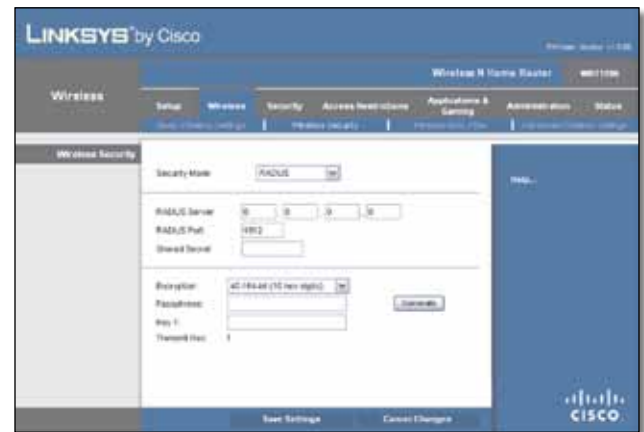 LINKSYS by Cisco
Wireless-N Home Router
Wireless
Setup Wireless Security Access Restrictions Applications & Gaming Administration Status
Wireless Security
Wireless Security
Security Mode: RADIUS
RADIUS Server: 0 . 0 . 0 . 0
RADIUS Port: 1812
Shared Secret:
Encryption: 40 / 64-bit (10 hex digits)
Passphrase: Generate
Key 1:
Transmit Key: 1
Help...
Save Settings Cancel Changes
CISCO